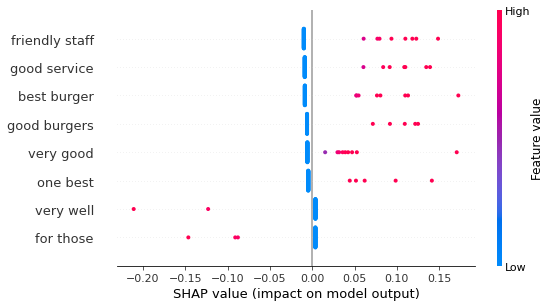 High
friendly staff
good service
best burger
good burgers
very good
one best
very well
for those
Feature value
Low
−0.20 −0.15 −0.10 −0.05 0.00 0.05 0.10 0.15
SHAP value (impact on model output)